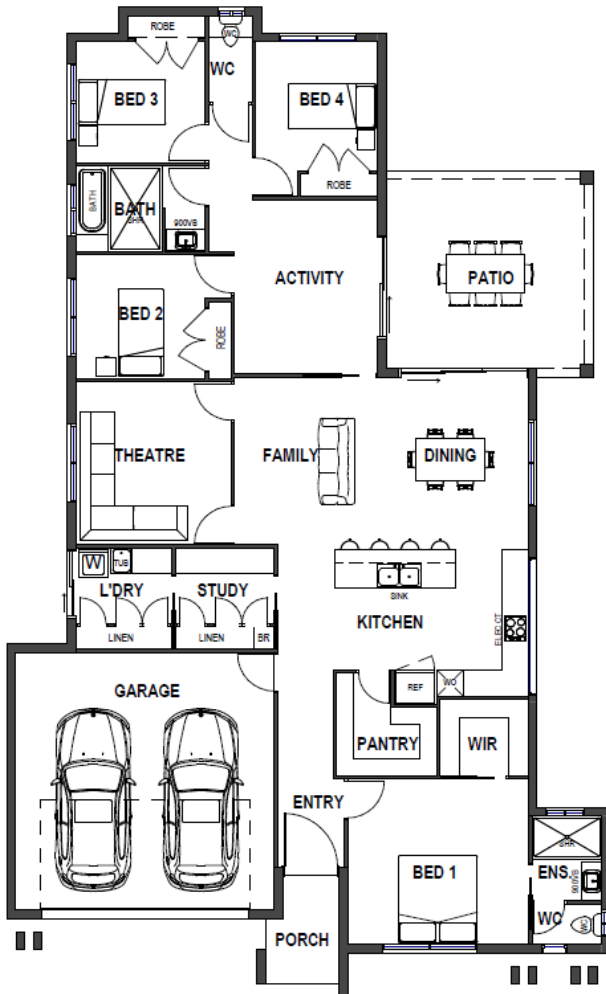 ROBE
WC
WC
BED 3
BED 4
ROBE
BATH
BATH
SHR
900VB
ACTIVITY
PATIO
BED 2
ROBE
THEATRE
FAMILY
DINING
W
TUB
L'DRY
STUDY
SINK
KITCHEN
ELEC CT
LINEN
LINEN
BR
REF
WO
GARAGE
PANTRY
WIR
ENTRY
SHR
BED 1
ENS.
900VB
WC
WC
PORCH